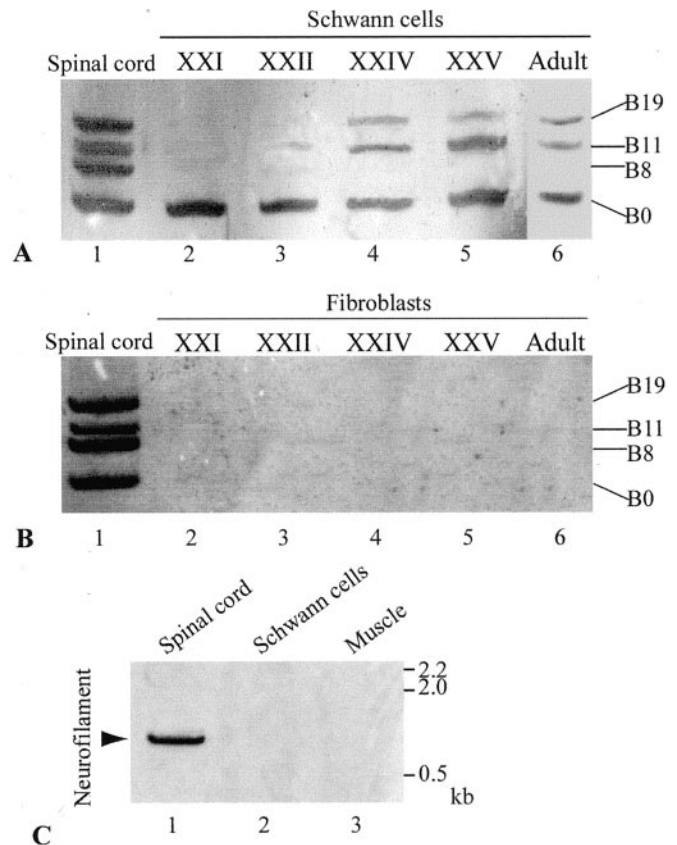 Schwann cells
Spinal cord XXI XXII XXIV XXV Adult
B19
B11
B8
B0
A 1 2 3 4 5 6
Fibroblasts
Spinal cord XXI XXII XXIV XXV Adult
B19
B11
B8
B0
B 1 2 3 4 5 6
Spinal cord
Schwann cells
Muscle
Neurofilament
2.2
2.0
0.5
kb
C 1 2 3